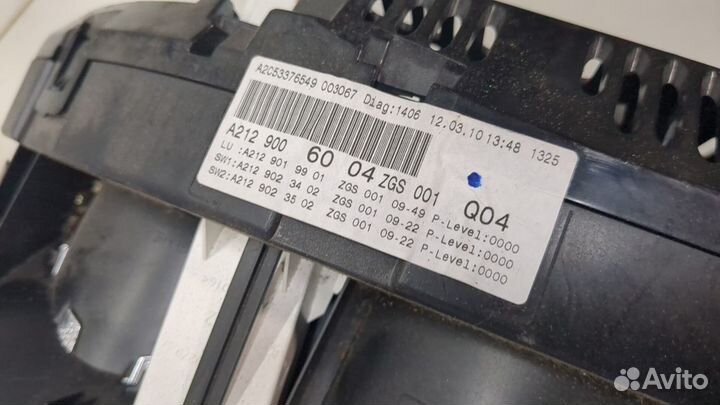 A2C53376549 003067 Diag:1406 12.03.10 13:48 1325
A212 900 60 04 ZGS 001 Q04
LU :A212 901 99 01 ZGS 001 09-49 P-Level:0000
SW1:A212 902 34 02 ZGS 001 09-22 P-Level:0000
SW2:A212 902 35 02 ZGS 001 09-22 P-Level:0000
Avito